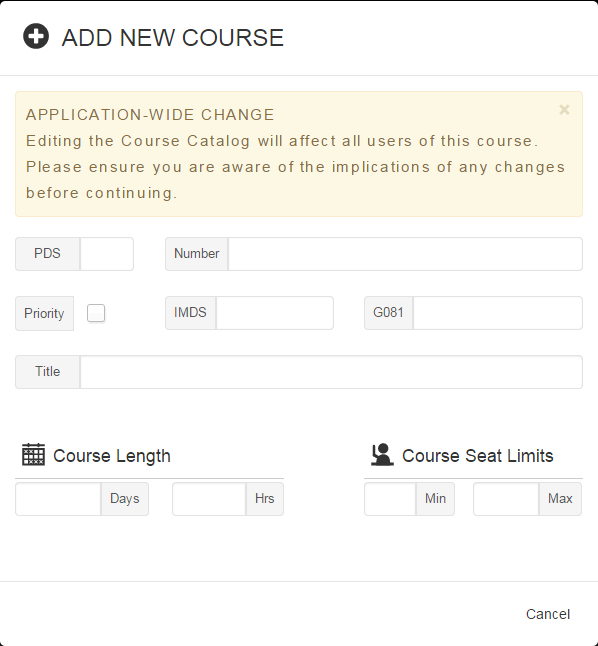 ADD NEW COURSE
APPLICATION-WIDE CHANGE ×
Editing the Course Catalog will affect all users of this course.
Please ensure you are aware of the implications of any changes
before continuing.
PDS Number
Priority IMDS G081
Title
Course Length Course Seat Limits
Days Hrs Min Max
Cancel